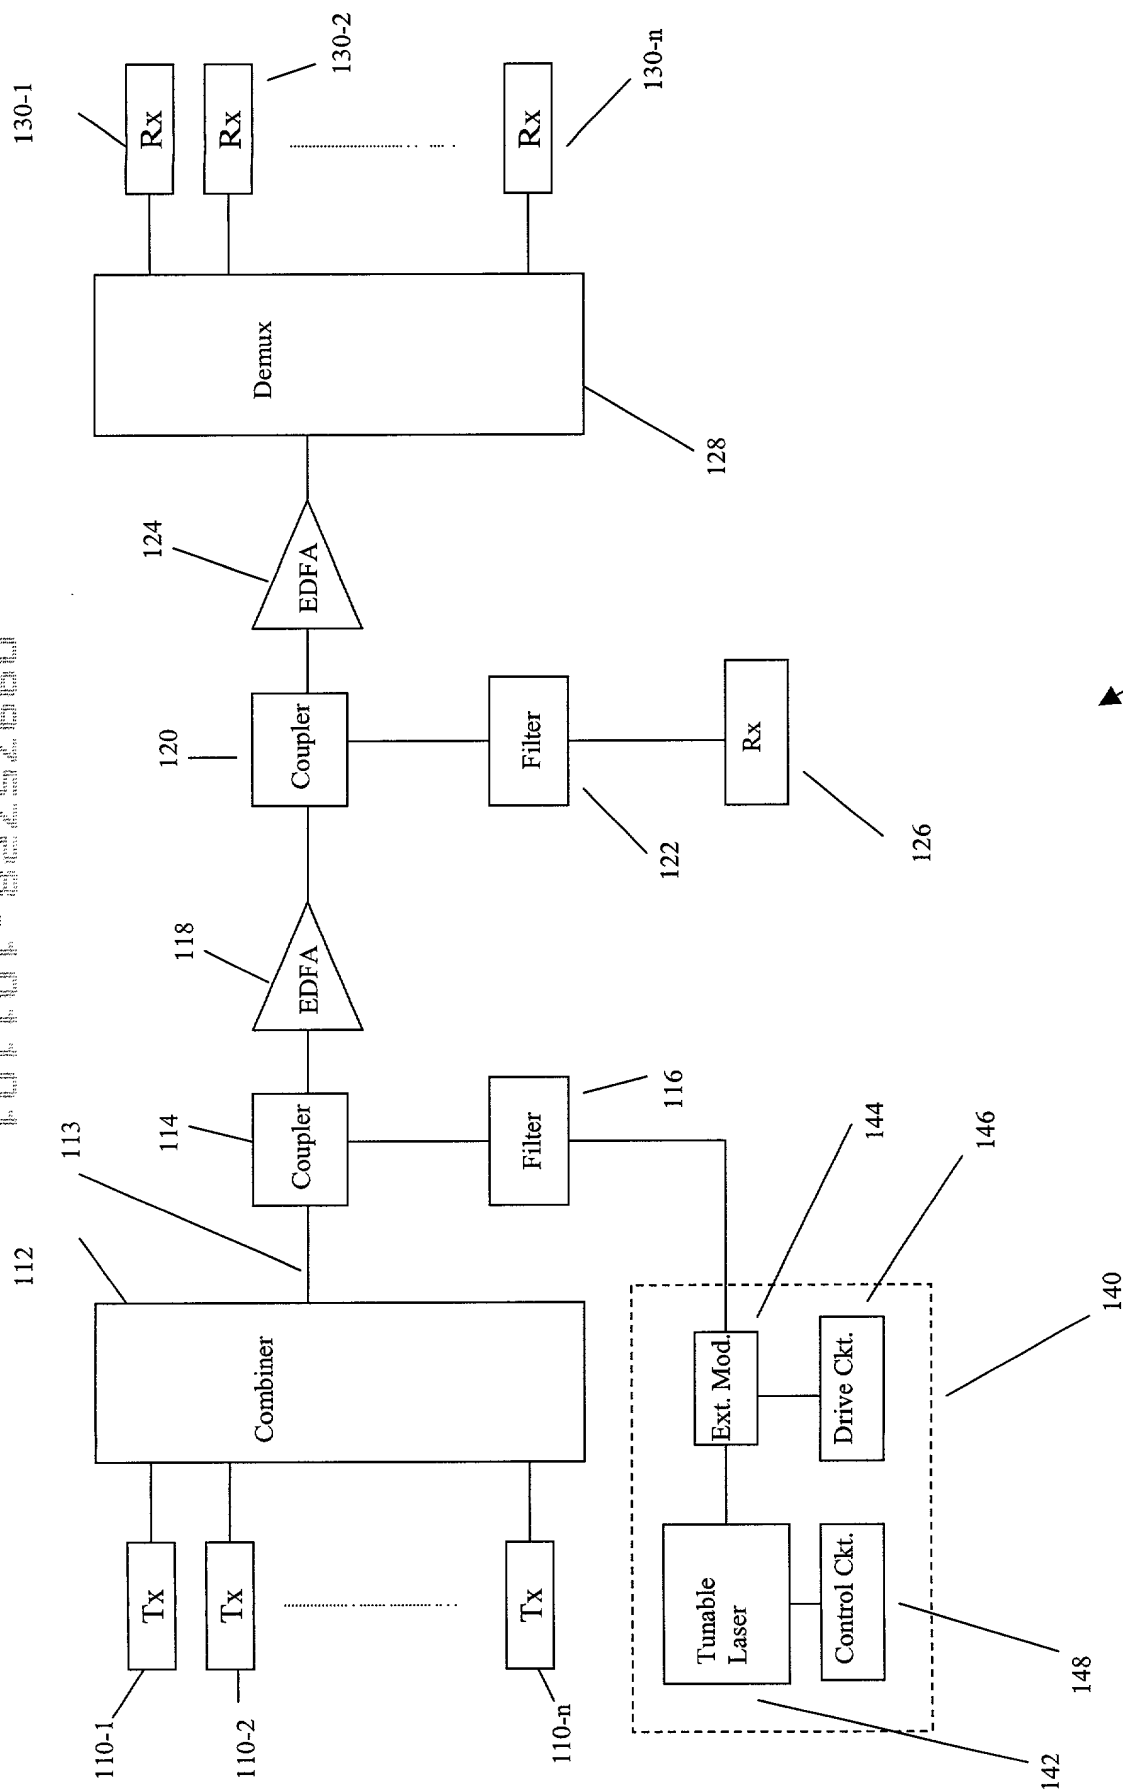 110-1
110-2
110-n
Tx
Tx
Tx
112
Combiner
113
114
Coupler
116
Filter
118
EDFA
120
Coupler
122
Filter
126
Rx
124
EDFA
128
Demux
130-1
Rx
130-2
Rx
130-n
Rx
140
142
Tunable
Laser
144
Ext. Mod.
146
Drive Ckt.
148
Control Ckt.